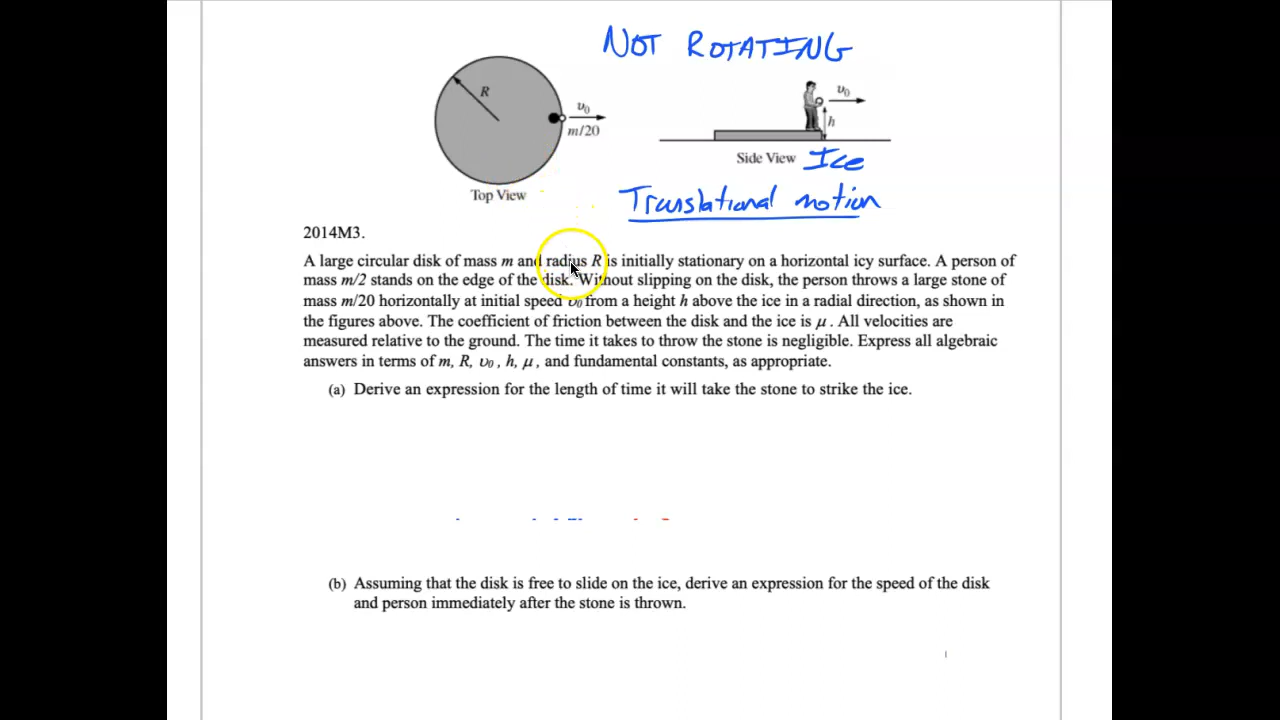 NOT ROTATING
R
υ0
m/20
Top View
υ0
h
Side View
Ice
Translational motion
2014M3.
A large circular disk of mass m and radius R is initially stationary on a horizontal icy surface. A person of
mass m/2 stands on the edge of the disk. Without slipping on the disk, the person throws a large stone of
mass m/20 horizontally at initial speed υ0 from a height h above the ice in a radial direction, as shown in
the figures above. The coefficient of friction between the disk and the ice is μ. All velocities are
measured relative to the ground. The time it takes to throw the stone is negligible. Express all algebraic
answers in terms of m, R, υ0, h, μ, and fundamental constants, as appropriate.
(a) Derive an expression for the length of time it will take the stone to strike the ice.
(b) Assuming that the disk is free to slide on the ice, derive an expression for the speed of the disk
and person immediately after the stone is thrown.